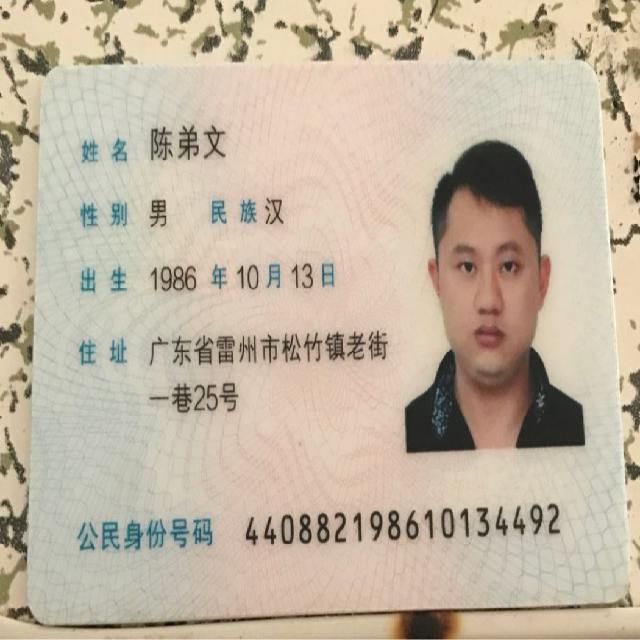 姓名 陈弟文
性别 男 民族 汉
出生 1986 年 10 月 13 日
住址 广东省雷州市松竹镇老街
一巷25号
公民身份号码 440882198610134492